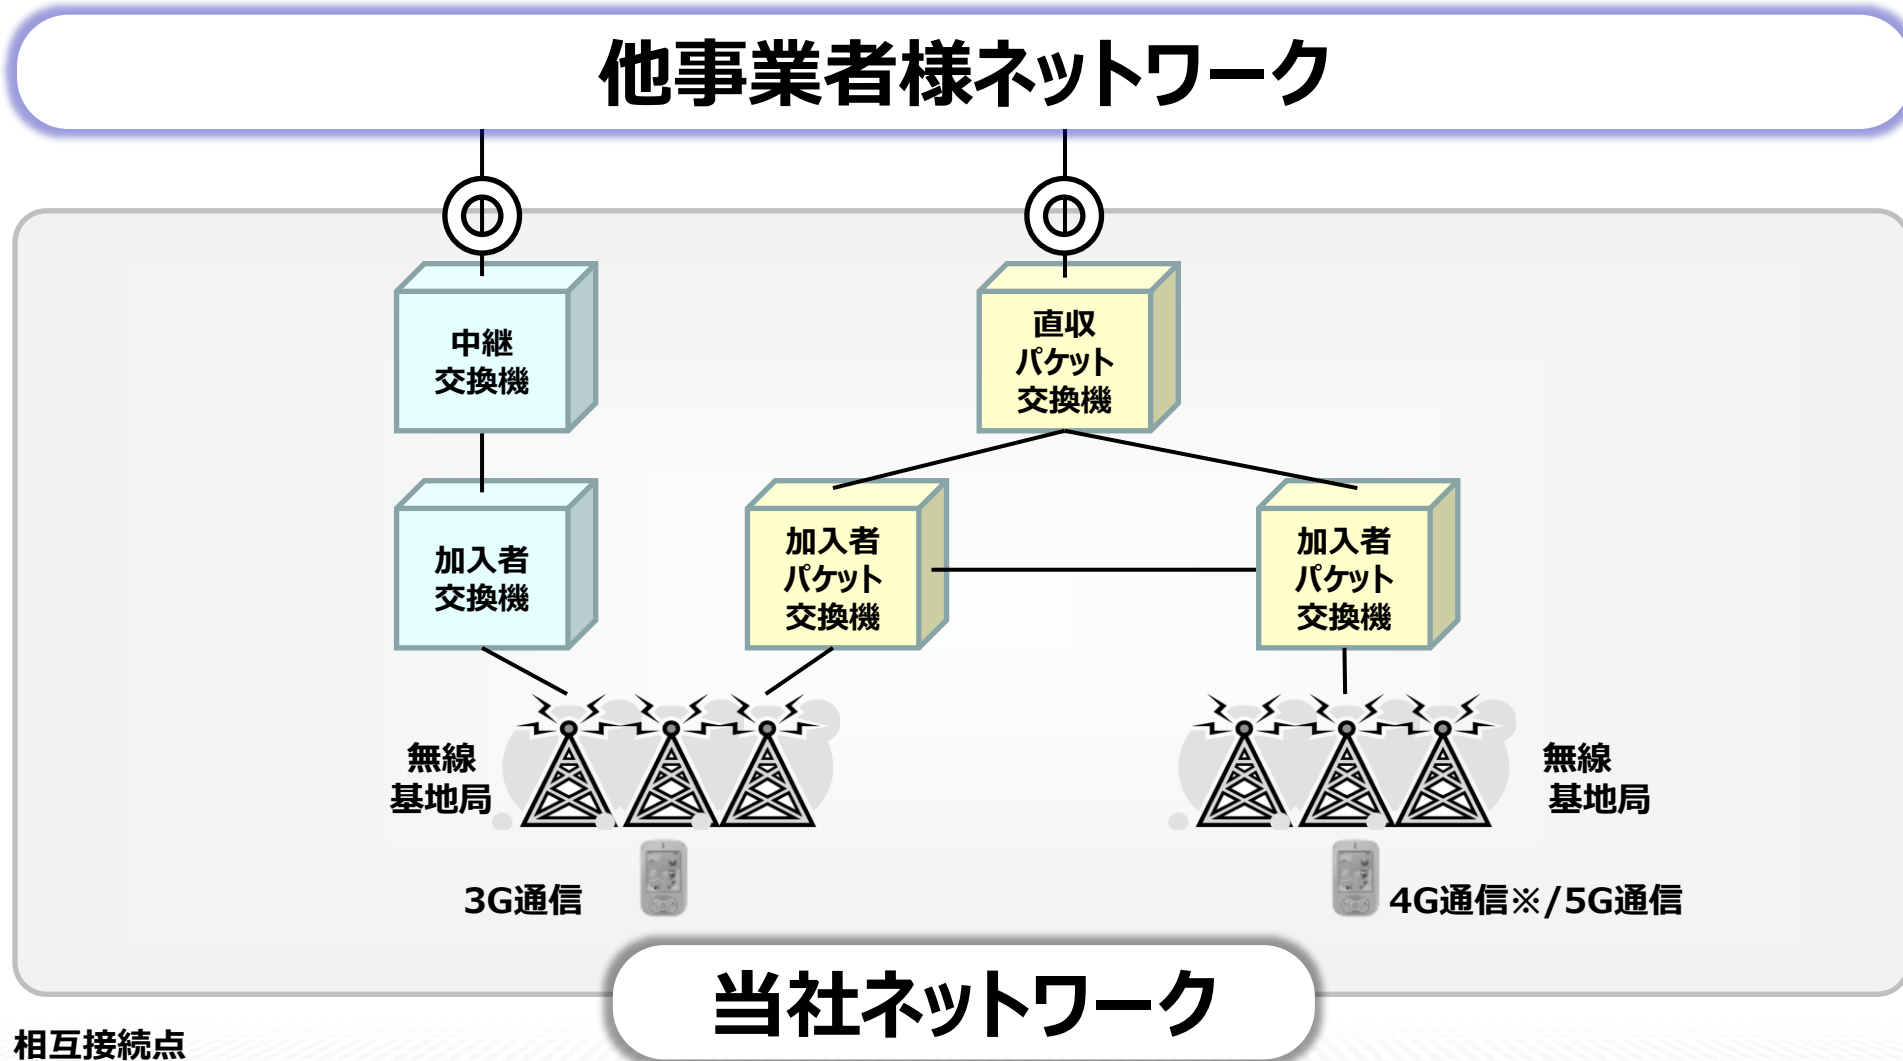 他事業者様ネットワーク
中継
交換機
直収
パケット
交換機
加入者
交換機
加入者
パケット
交換機
加入者
パケット
交換機
無線
基地局
無線
基地局
3G通信
4G通信※/5G通信
当社ネットワーク
相互接続点